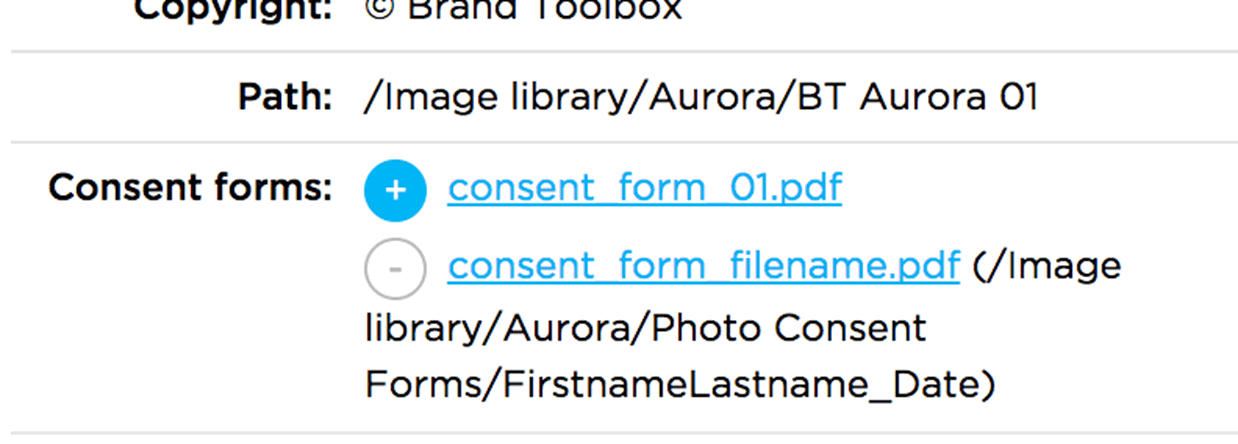 Copyright: © Brand Toolbox
Path: /Image library/Aurora/BT Aurora 01
Consent forms: + consent_form_01.pdf
- consent_form_filename.pdf (/Image
library/Aurora/Photo Consent
Forms/FirstnameLastname_Date)